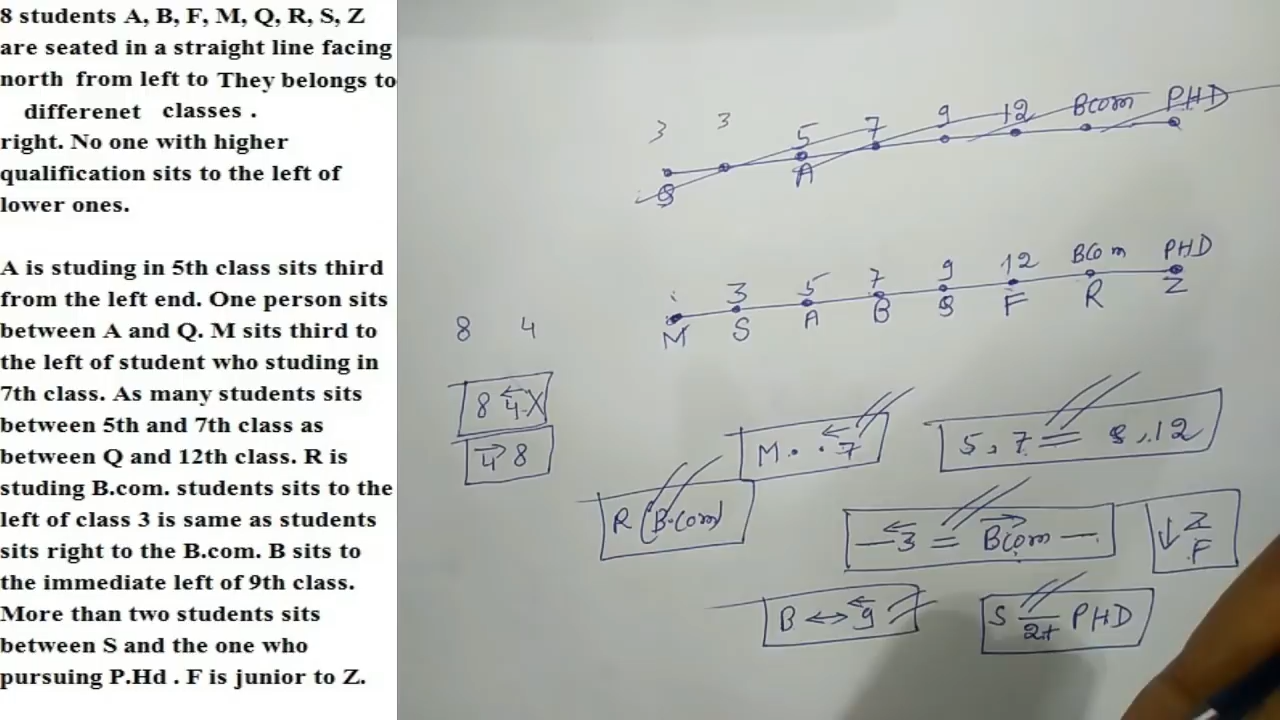 8 students A, B, F, M, Q, R, S, Z
are seated in a straight line facing
north from left to They belongs to
differenet classes .
right. No one with higher
qualification sits to the left of
lower ones.
A is studing in 5th class sits third
from the left end. One person sits
between A and Q. M sits third to
the left of student who studing in
7th class. As many students sits
between 5th and 7th class as
between Q and 12th class. R is
studing B.com. students sits to the
left of class 3 is same as students
sits right to the B.com. B sits to
the immediate left of 9th class.
More than two students sits
between S and the one who
pursuing P.Hd . F is junior to Z.
3 3 5 7 9 12 Bcom PHD
A
3 5 7 9 12 BCom PHD
M S A B Q F R Z
8 4
8 4 X
4 8
M . . 7
5, 7 = 8, 12
R (B.com)
3 = Bcom
Z
F
B ↔ 9
S 2+ PHD